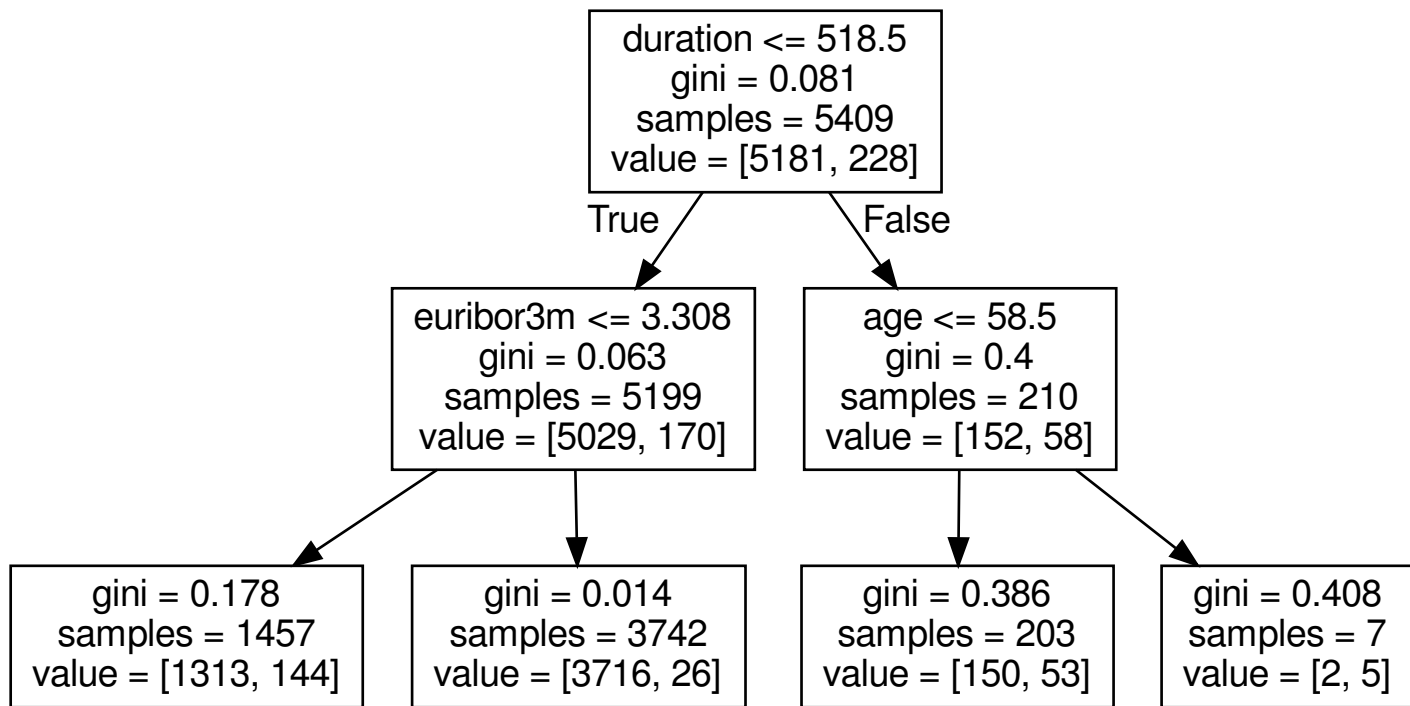 duration <= 518.5
gini = 0.081
samples = 5409
value = [5181, 228]
True
False
euribor3m <= 3.308
gini = 0.063
samples = 5199
value = [5029, 170]
age <= 58.5
gini = 0.4
samples = 210
value = [152, 58]
gini = 0.178
samples = 1457
value = [1313, 144]
gini = 0.014
samples = 3742
value = [3716, 26]
gini = 0.386
samples = 203
value = [150, 53]
gini = 0.408
samples = 7
value = [2, 5]